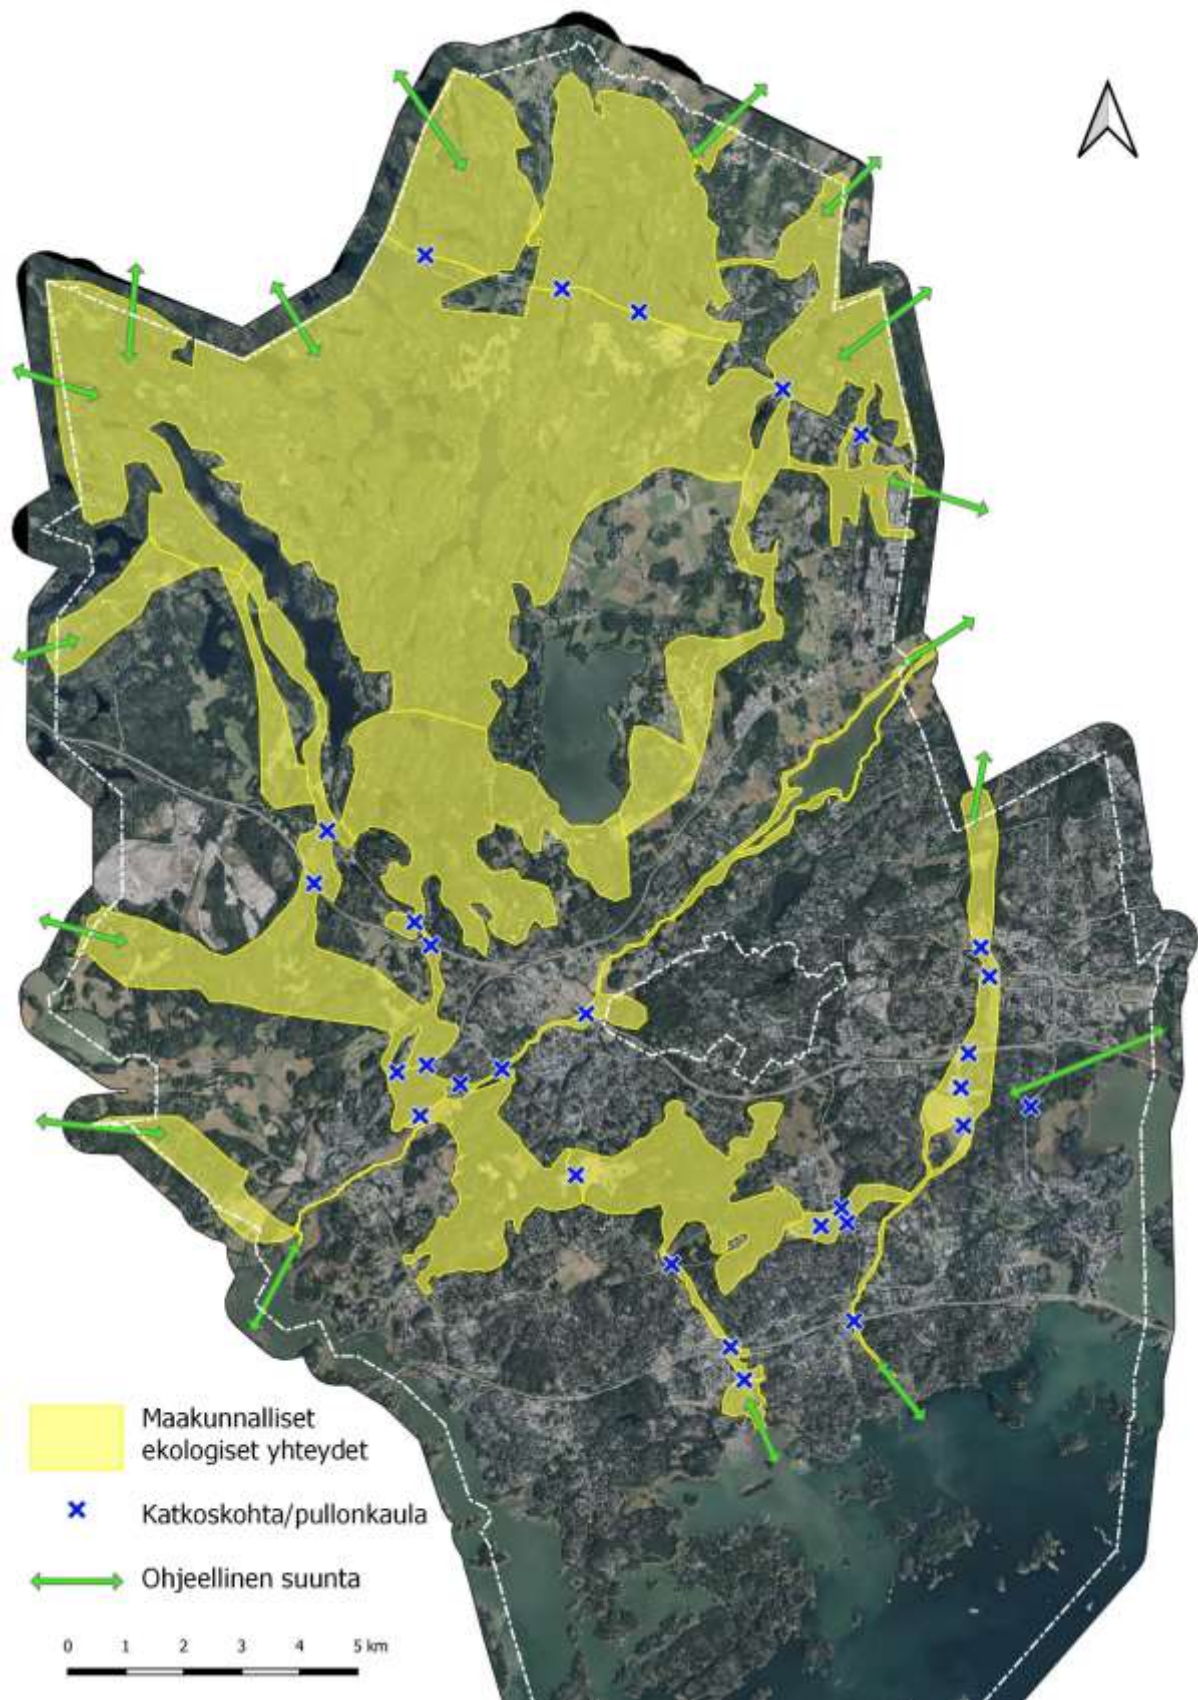 Maakunnalliset
ekologiset yhteydet
Katkoskohta/pullonkaula
Ohjeellinen suunta
0 1 2 3 4 5 km